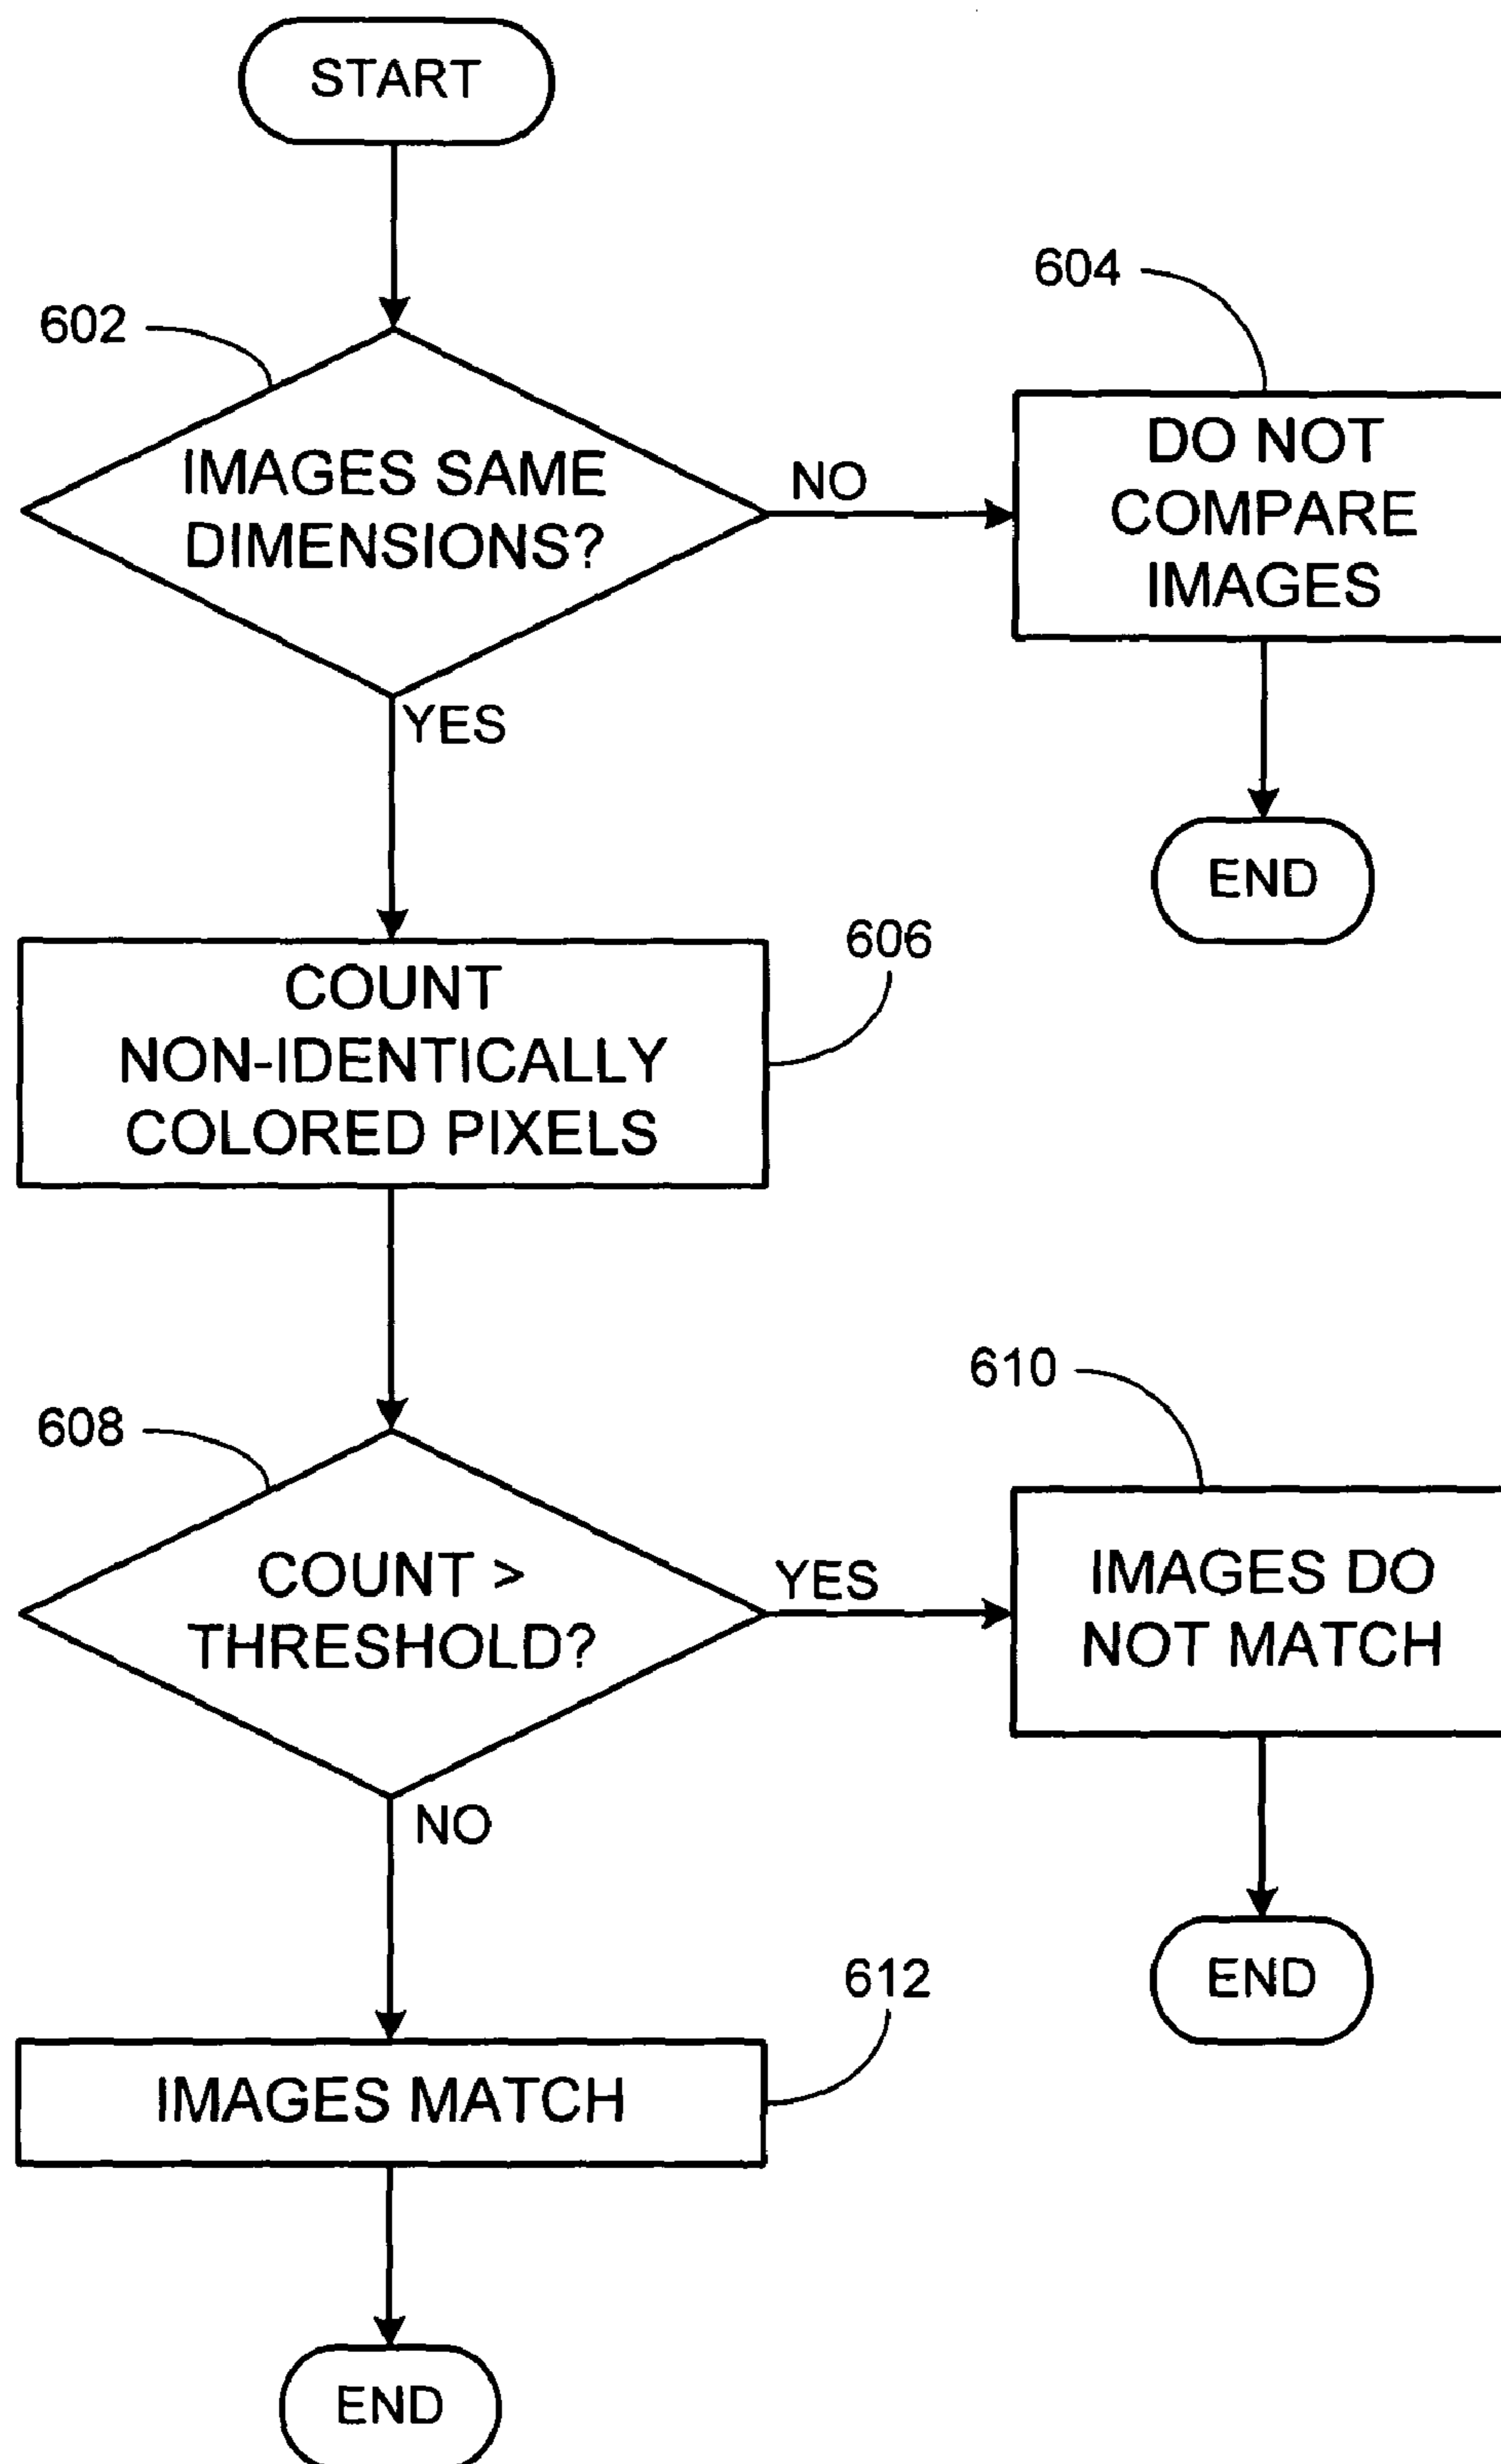 START
602
IMAGES SAME
DIMENSIONS?
NO
604
DO NOT
COMPARE
IMAGES
END
YES
606
COUNT
NON-IDENTICALLY
COLORED PIXELS
608
COUNT >
THRESHOLD?
YES
610
IMAGES DO
NOT MATCH
END
NO
612
IMAGES MATCH
END